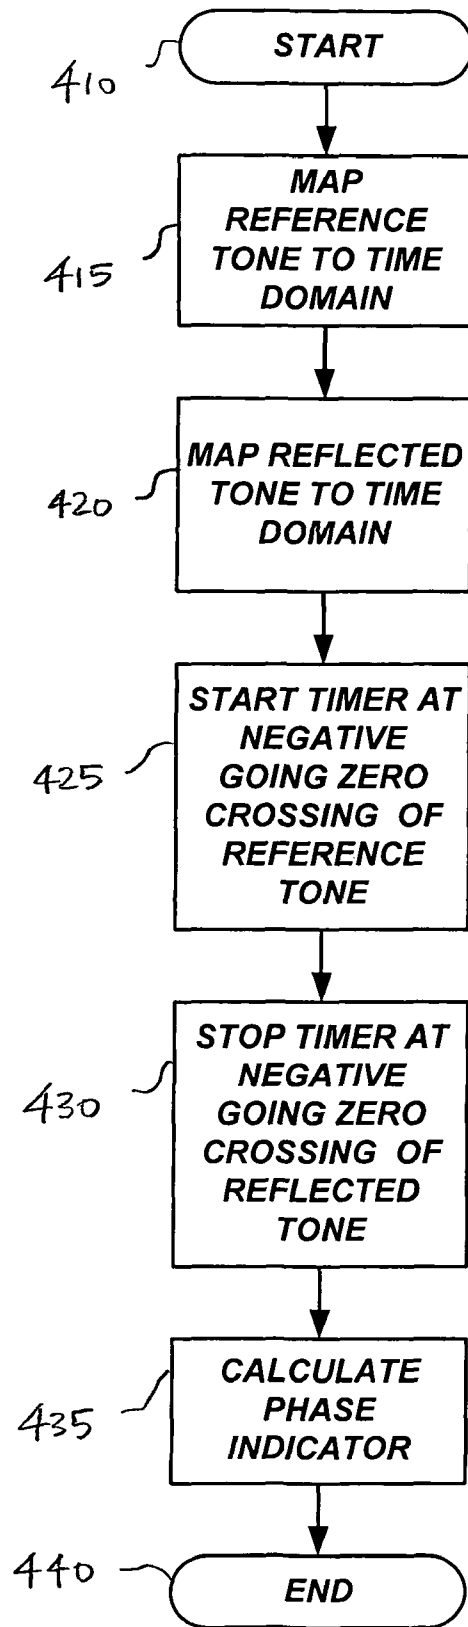 410
START
415
MAP
REFERENCE
TONE TO TIME
DOMAIN
420
MAP REFLECTED
TONE TO TIME
DOMAIN
425
START TIMER AT
NEGATIVE
GOING ZERO
CROSSING OF
REFERENCE
TONE
430
STOP TIMER AT
NEGATIVE
GOING ZERO
CROSSING OF
REFLECTED
TONE
435
CALCULATE
PHASE
INDICATOR
440
END